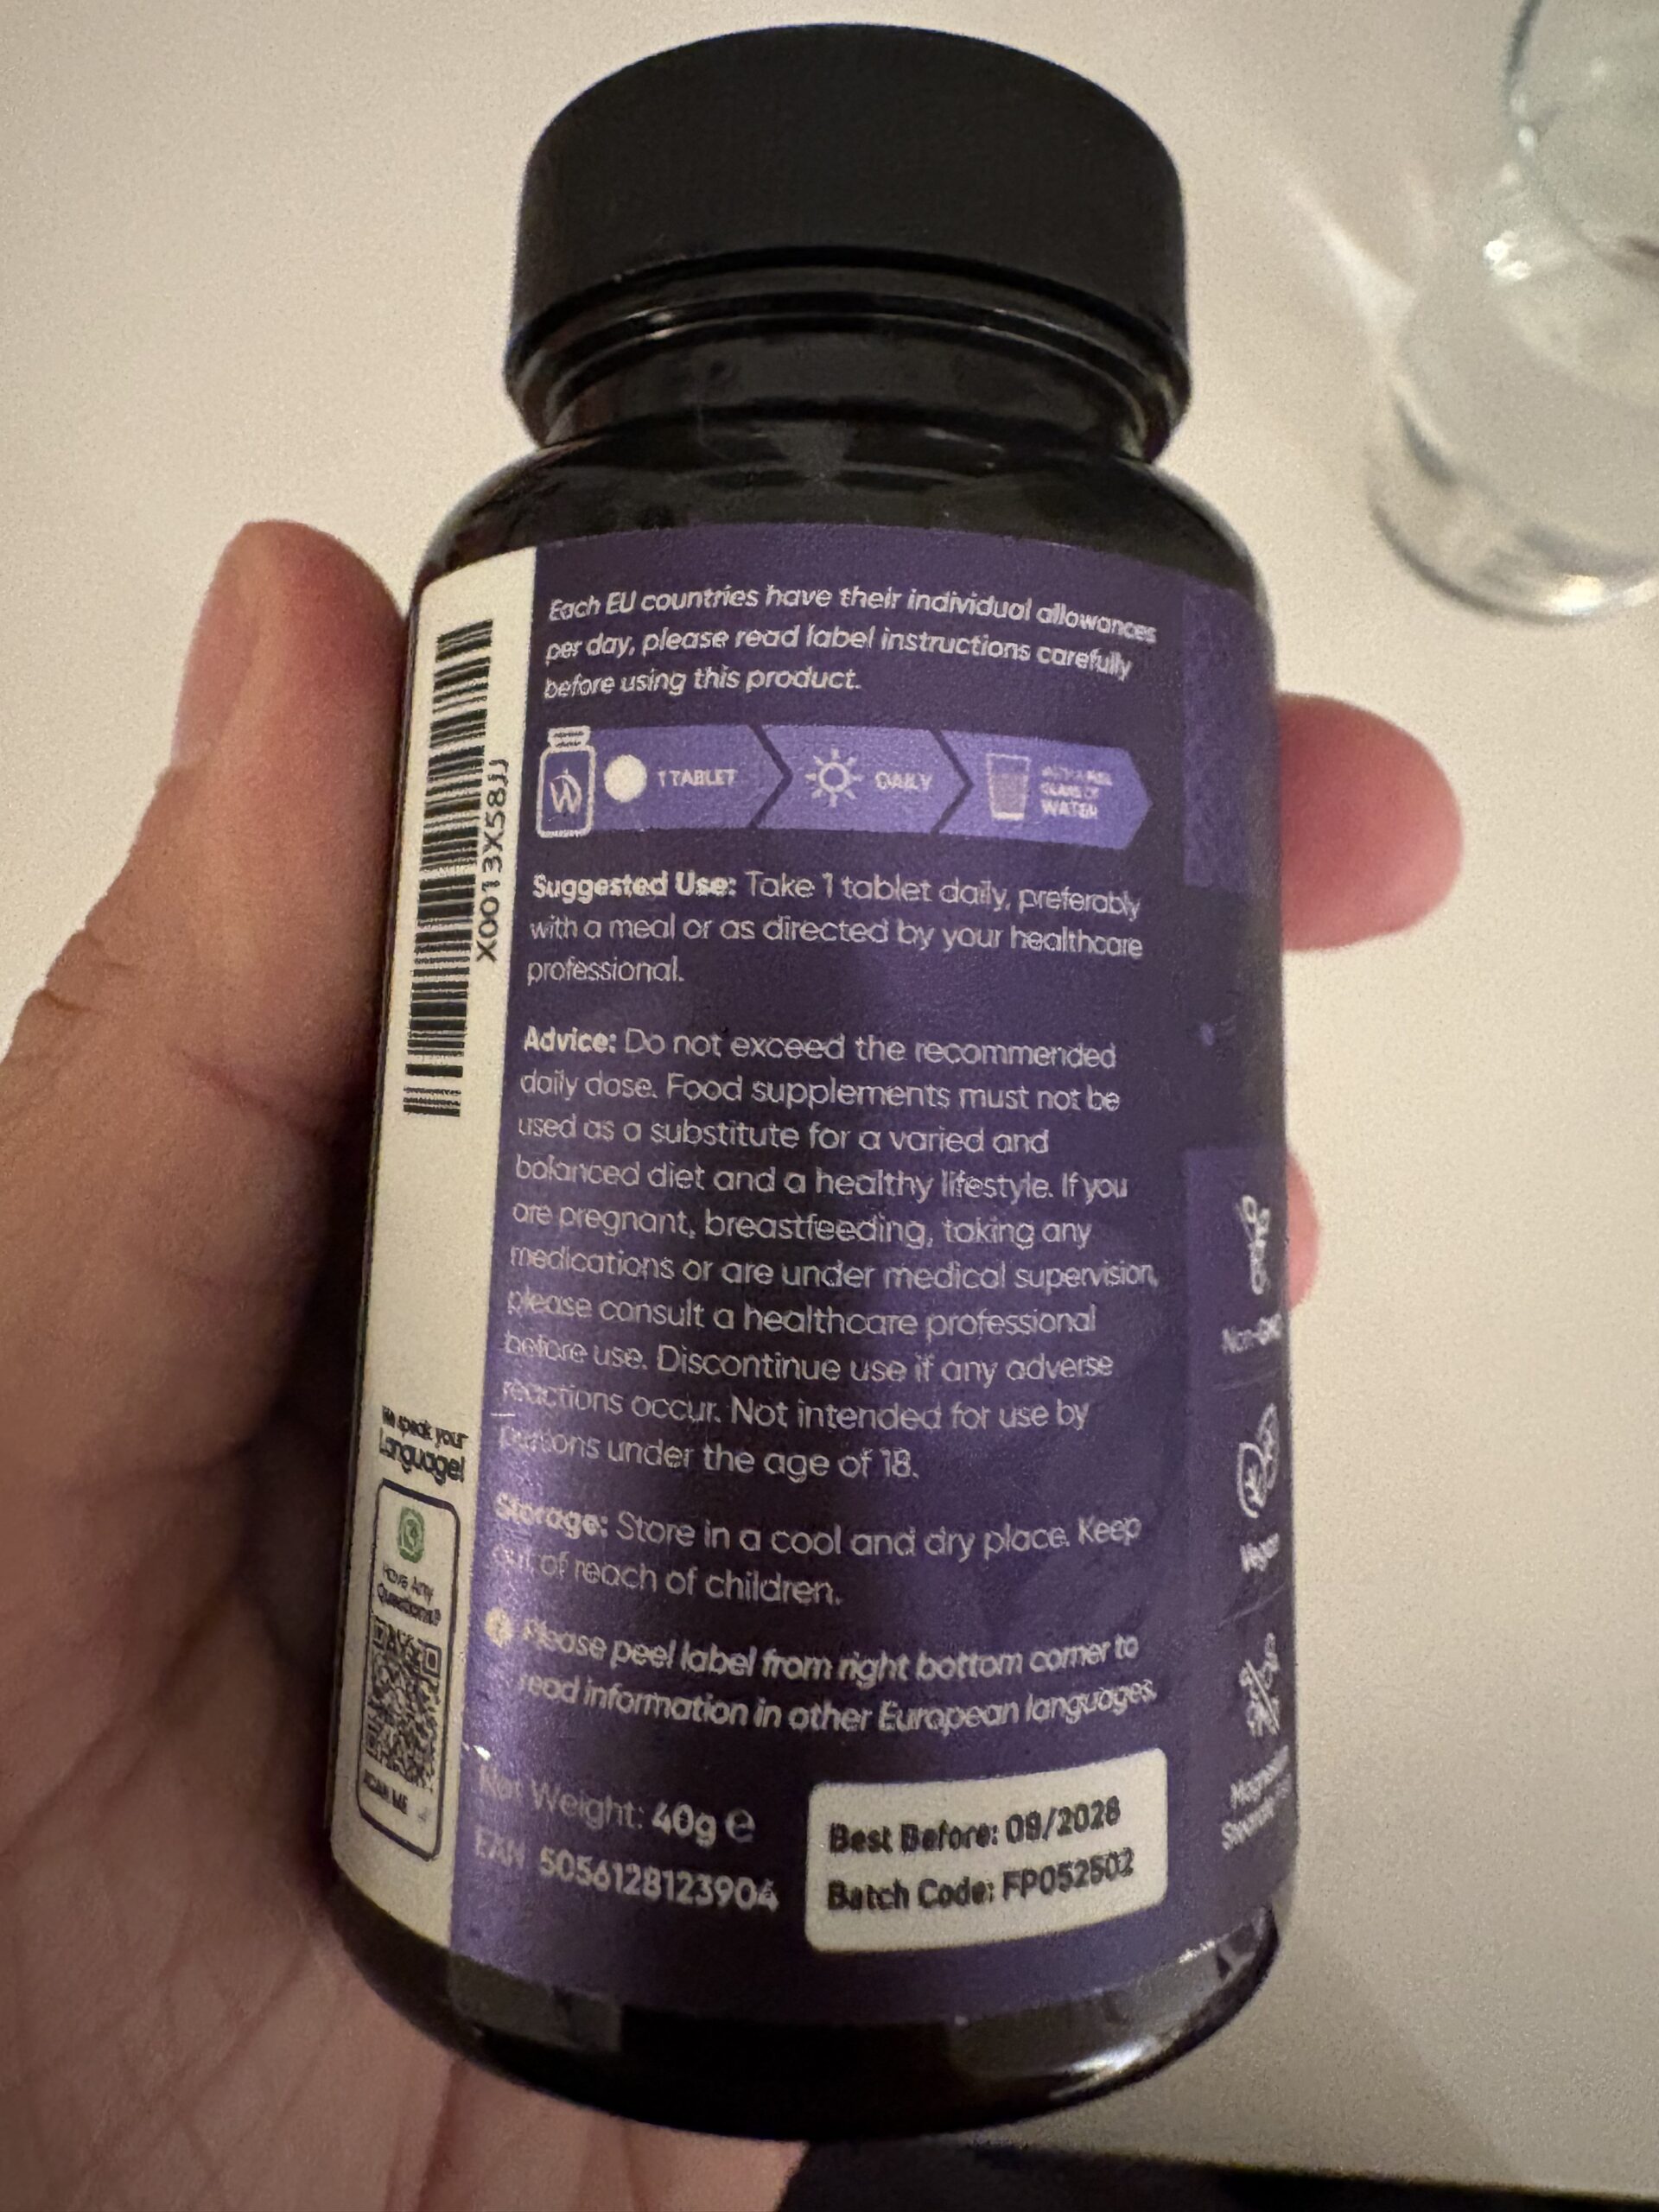 Each EU countries have their individual allowances
per day, please read label instructions carefully
before using this product.
1 TABLET
DAILY
WITH A FULL
GLASS OF
WATER
Suggested Use: Take 1 tablet daily, preferably
with a meal or as directed by your healthcare
professional.
Advice: Do not exceed the recommended
daily dose. Food supplements must not be
used as a substitute for a varied and
balanced diet and a healthy lifestyle. If you
are pregnant, breastfeeding, taking any
medications or are under medical supervision,
please consult a healthcare professional
before use. Discontinue use if any adverse
reactions occur. Not intended for use by
persons under the age of 18.
Storage: Store in a cool and dry place. Keep
out of reach of children.
Please peel label from right bottom corner to
read information in other European languages.
Net Weight: 40g e
EAN 5056128123904
Best Before: 09/2028
Batch Code: FP052502
X0013X58JJ
We speak your
Language!
Have Any
Questions?
SCAN ME
Non-GMO
Vegan
Magnesium